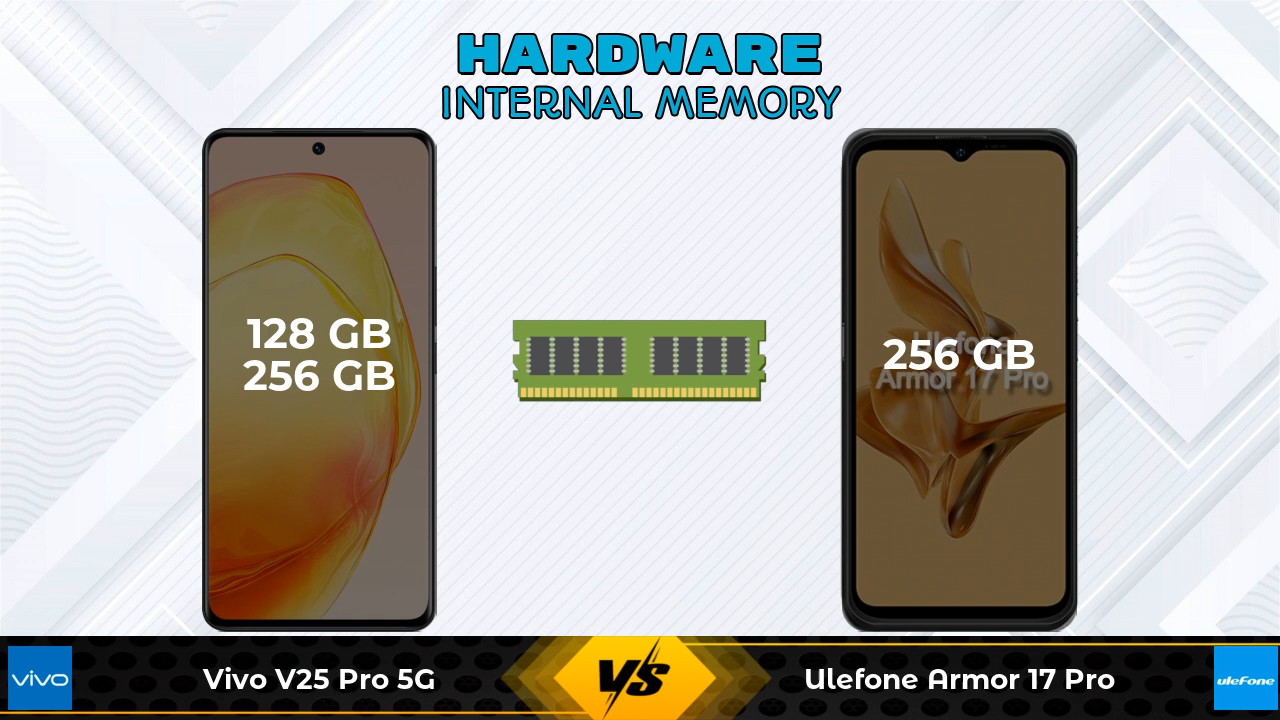 HARDWARE
INTERNAL MEMORY
128 GB
256 GB
256 GB
Ulefone
Armor 17 Pro
vivo
Vivo V25 Pro 5G
VS
Ulefone Armor 17 Pro
uleFone